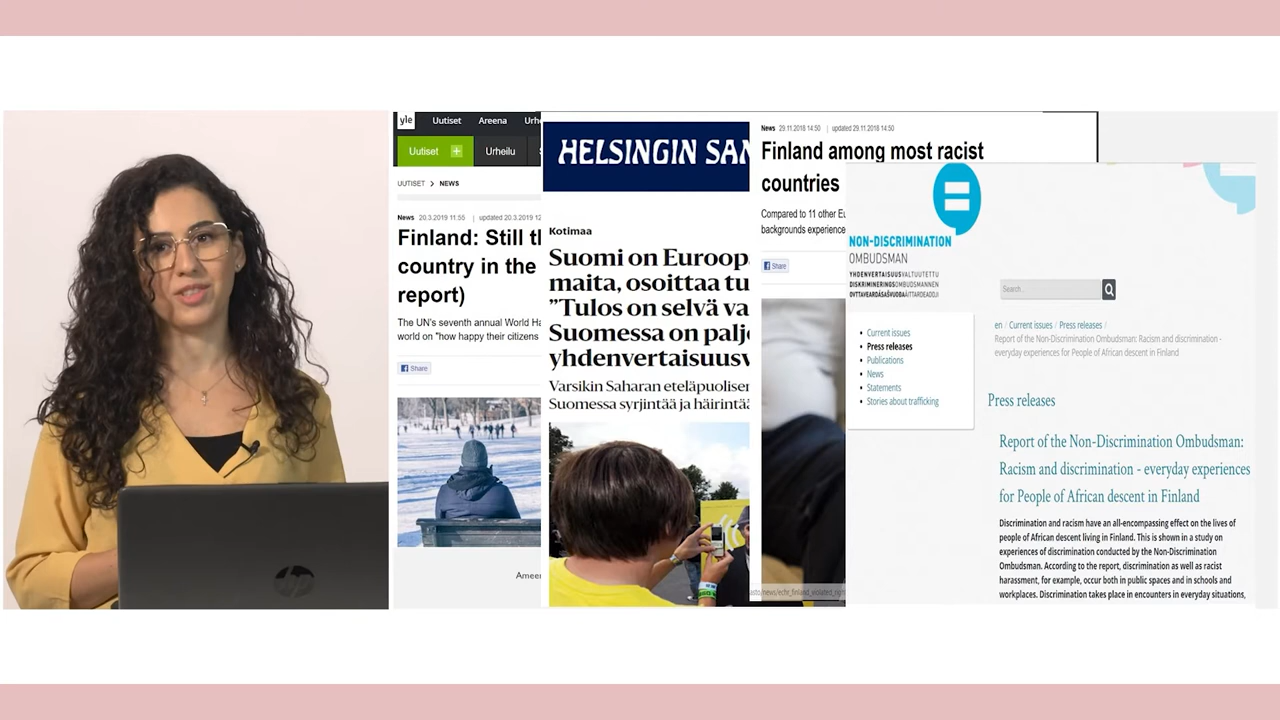 yle
Uutiset
Areena
Urh
Uutiset
Urheilu
UUTISET
NEWS
News 20.3.2019 11.55 | updated 20.3.2019 12
Finland: Still th
country in the
report)
The UN's seventh annual World Ha
world on "how happy their citizens
Share
Ameer
HELSINGIN SAN
Kotimaa
Suomi on Euroop
maita, osoittaa tu
”Tulos on selvä va
Suomessa on palje
yhdenvertaisuusv
Varsikin Saharan eteläpuolisen
Suomessa syrjintää ja häirintää
News 29.11.2018 14:50 | updated 29.11.2018 14:50
Finland among most racist
countries
Compared to 11 other Eu
backgrounds experience
Share
NON-DISCRIMINATION
OMBUDSMAN
YHDENVERTAISUUSVALTUUTETTU
DISKRIMINERINGSOMBUDSMANNEN
OVTTAVEARDÁSAŠVUOĐAÁITTARDEADDJI
Current issues
Press releases
Publications
News
Statements
Stories about trafficking
Search...
en / Current issues / Press releases /
Report of the Non-Discrimination Ombudsman: Racism and discrimination -
everyday experiences for People of African descent in Finland
Press releases
Report of the Non-Discrimination Ombudsman:
Racism and discrimination - everyday experiences
for People of African descent in Finland
Discrimination and racism have an all-encompassing effect on the lives of
people of African descent living in Finland. This is shown in a study on
experiences of discrimination conducted by the Non-Discrimination
Ombudsman. According to the report, discrimination as well as racist
harassment, for example, occur both in public spaces and in schools and
workplaces. Discrimination takes place in encounters in everyday situations,
hp